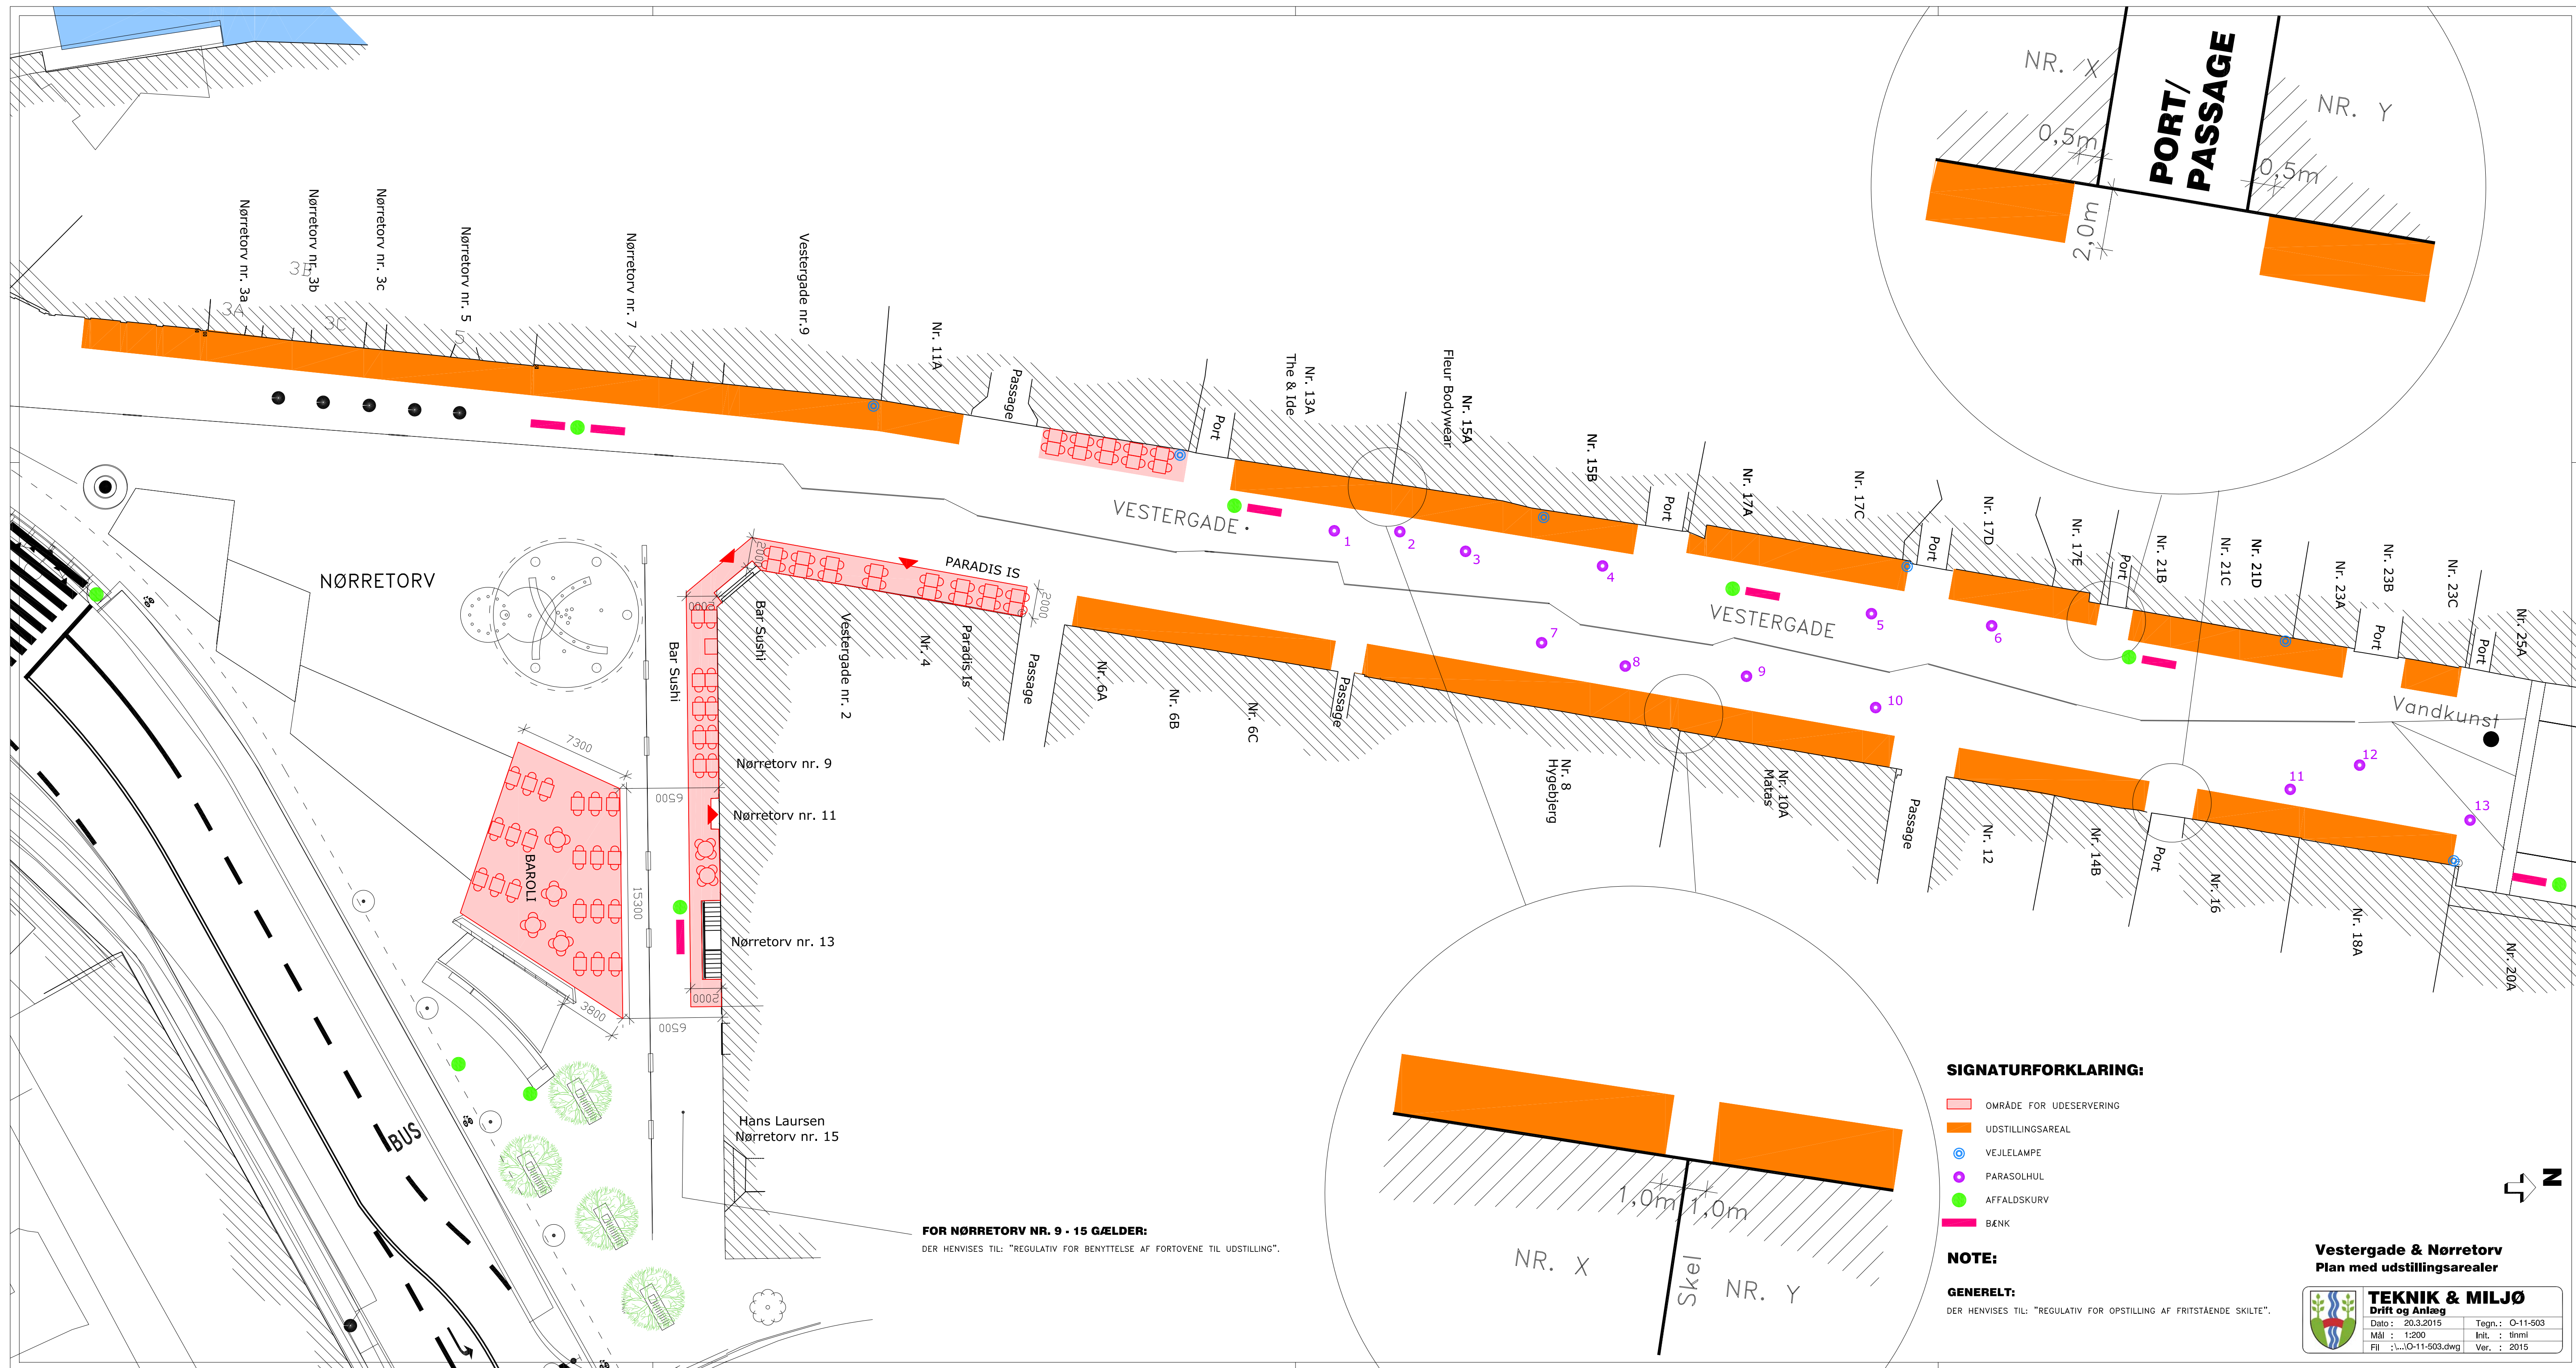 NR. X
PORT/
PASSAGE
NR. Y
0,5m
0,5m
2,0m
Nørretorv nr. 3a
Nørretorv nr. 3b
Nørretorv nr. 3c
Nørretorv nr. 5
Nørretorv nr. 7
Vestergade nr.9
Nr. 11A
Passage
Port
Nr. 13A
The & Ide
Nr. 15A
Fleur Bodywear
Nr. 15B
Port
Nr. 17A
Nr. 17C
Port
Nr. 17D
Nr. 17E
Port
Nr. 21B
Nr. 21C
Nr. 21D
Nr. 23A
Port
Nr. 23B
Nr. 23C
Port
Nr. 25A
3A
3B
3C
5
7
VESTERGADE
1
2
3
4
VESTERGADE
5
6
7
8
9
10
11
12
13
Vandkunst
NØRRETORV
PARADIS IS
2000
2000
2000
Bar Sushi
Bar Sushi
Vestergade nr. 2
Nr. 4
Paradis Is
Passage
Nr. 6A
Nr. 6B
Nr. 6C
Passage
Nr. 8
Hygebjerg
Nr. 10A
Matas
Passage
Nr. 12
Nr. 14B
Port
Nr. 16
Nr. 18A
Nr. 20A
7300
6500
15300
BAROLI
3800
6500
2000
Nørretorv nr. 9
Nørretorv nr. 11
Nørretorv nr. 13
Hans Laursen
Nørretorv nr. 15
BUS
FOR NØRRETORV NR. 9 - 15 GÆLDER:
DER HENVISES TIL: "REGULATIV FOR BENYTTELSE AF FORTOVENE TIL UDSTILLING".
1,0m
1,0m
NR. X
Skel
NR. Y
SIGNATURFORKLARING:
OMRÅDE FOR UDESERVERING
UDSTILLINGSAREAL
VEJLELAMPE
PARASOLHUL
AFFALDSKURV
BÆNK
NOTE:
GENERELT:
DER HENVISES TIL: "REGULATIV FOR OPSTILLING AF FRITSTÅENDE SKILTE".
N
Vestergade & Nørretorv
Plan med udstillingsarealer
TEKNIK & MILJØ
Drift og Anlæg
Dato : 20.3.2015 Tegn.: O-11-503
Mål : 1:200 Init. : tinmi
Fil :\...\O-11-503.dwg Ver. : 2015